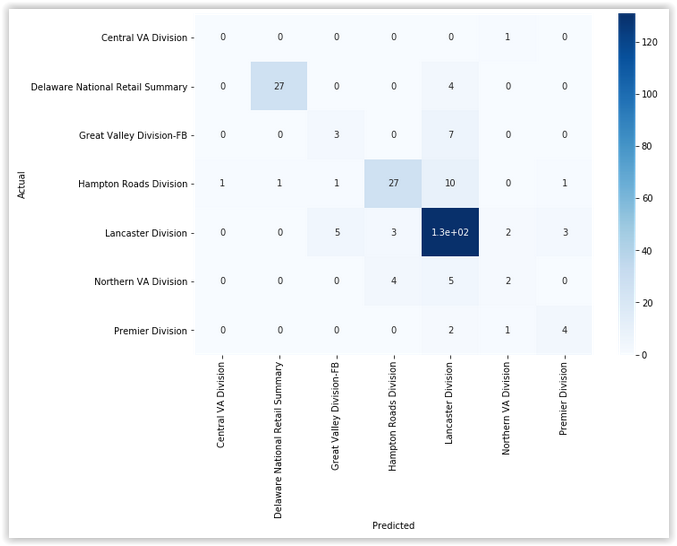 Central VA Division 0 0 0 0 0 1 0
Delaware National Retail Summary 0 27 0 0 4 0 0
Great Valley Division-FB 0 0 3 0 7 0 0
Hampton Roads Division 1 1 1 27 10 0 1
Lancaster Division 0 0 5 3 1.3e+02 2 3
Northern VA Division 0 0 0 4 5 2 0
Premier Division 0 0 0 0 2 1 4
Actual
Central VA Division
Delaware National Retail Summary
Great Valley Division-FB
Hampton Roads Division
Lancaster Division
Northern VA Division
Premier Division
Predicted
120
100
80
60
40
20
0